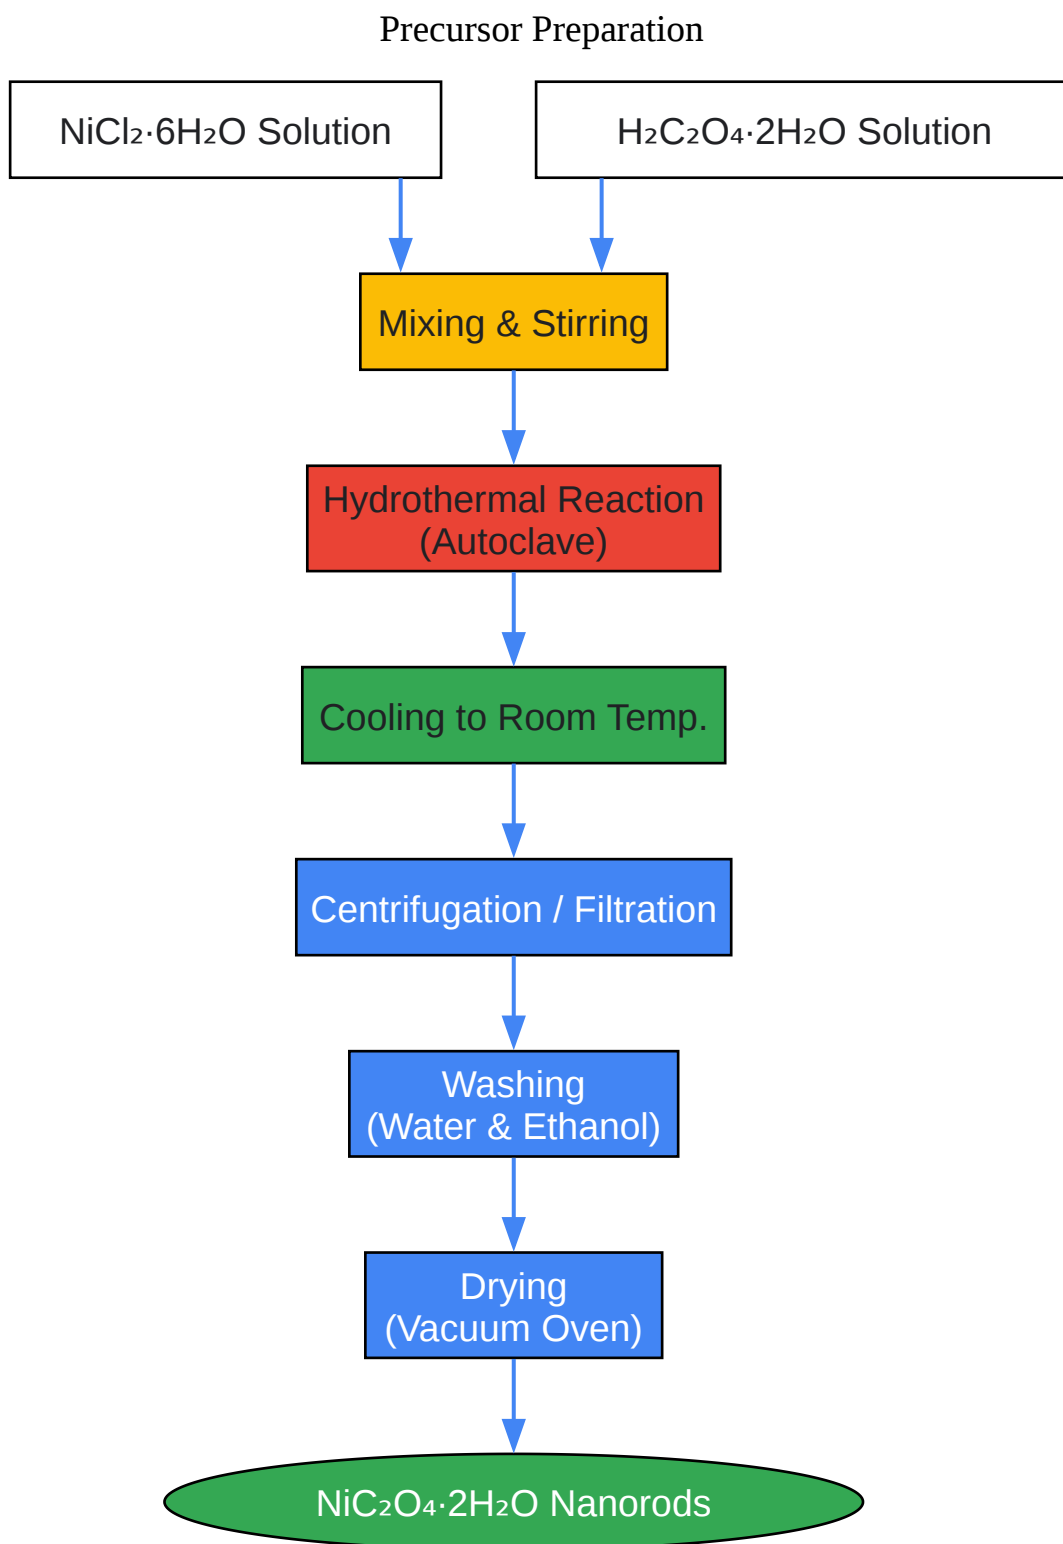 Precursor Preparation
NiCl₂·6H₂O Solution
H₂C₂O₄·2H₂O Solution
Mixing & Stirring
Hydrothermal Reaction
(Autoclave)
Cooling to Room Temp.
Centrifugation / Filtration
Washing
(Water & Ethanol)
Drying
(Vacuum Oven)
NiC₂O₄·2H₂O Nanorods